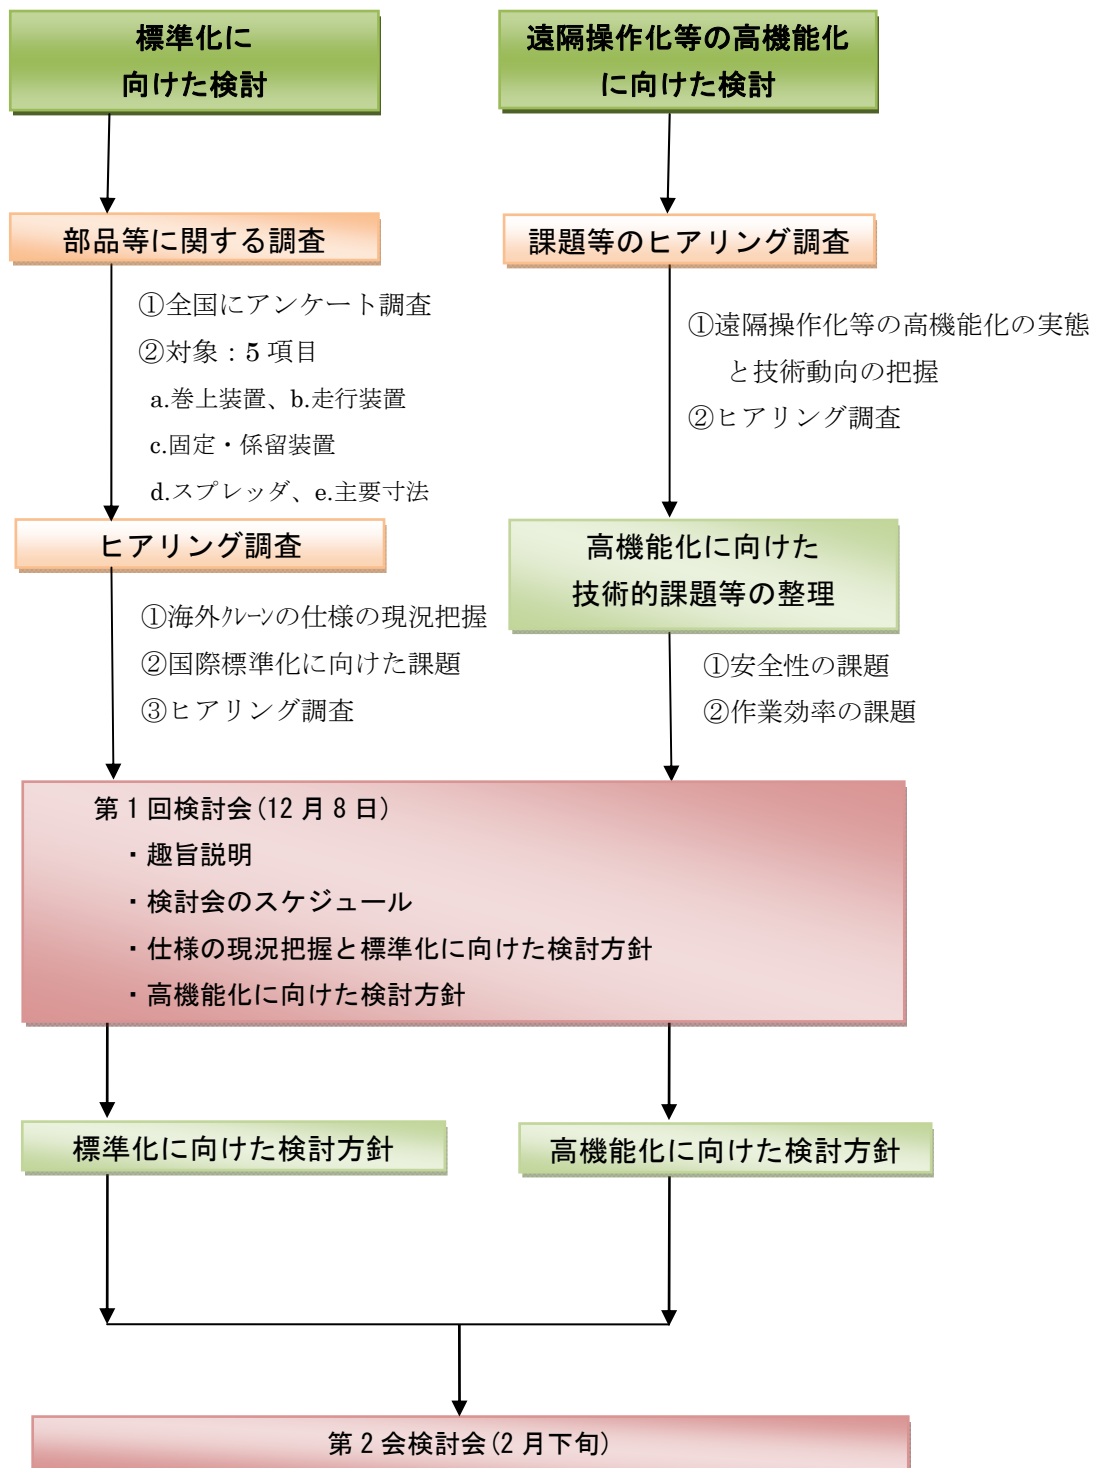 標準化に
向けた検討
遠隔操作化等の高機能化
に向けた検討
部品等に関する調査
課題等のヒアリング調査
①全国にアンケート調査
②対象：5 項目
a.巻上装置、b.走行装置
c.固定・係留装置
d.スプレッダ、e.主要寸法
①遠隔操作化等の高機能化の実態
と技術動向の把握
②ヒアリング調査
ヒアリング調査
高機能化に向けた
技術的課題等の整理
①海外ｸﾚｰﾝの仕様の現況把握
②国際標準化に向けた課題
③ヒアリング調査
①安全性の課題
②作業効率の課題
第 1 回検討会(12 月 8 日)
・趣旨説明
・検討会のスケジュール
・仕様の現況把握と標準化に向けた検討方針
・高機能化に向けた検討方針
標準化に向けた検討方針
高機能化に向けた検討方針
第 2 会検討会(2 月下旬)